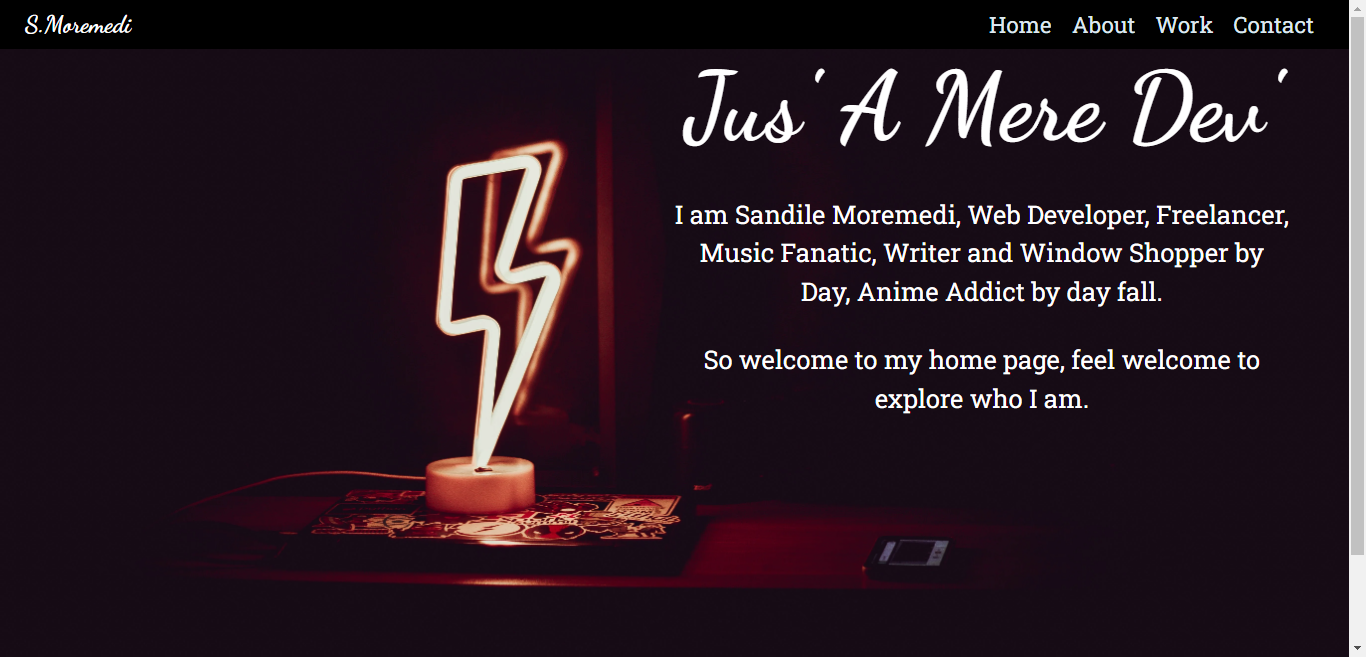 S.Moremedi
Home About Work Contact
Jus' A Mere Dev'
I am Sandile Moremedi, Web Developer, Freelancer,
Music Fanatic, Writer and Window Shopper by
Day, Anime Addict by day fall.
So welcome to my home page, feel welcome to
explore who I am.